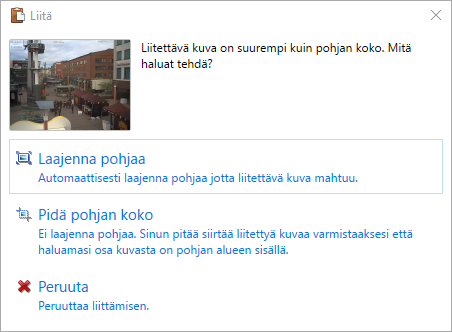 Liitä
Liitettävä kuva on suurempi kuin pohjan koko. Mitä
haluat tehdä?
Laajenna pohjaa
Automaattisesti laajenna pohjaa jotta liitettävä kuva mahtuu.
Pidä pohjan koko
Ei laajenna pohjaa. Sinun pitää siirtää liitettyä kuvaa varmistaaksesi että
haluamasi osa kuvasta on pohjan alueen sisällä.
Peruuta
Peruuttaa liittämisen.